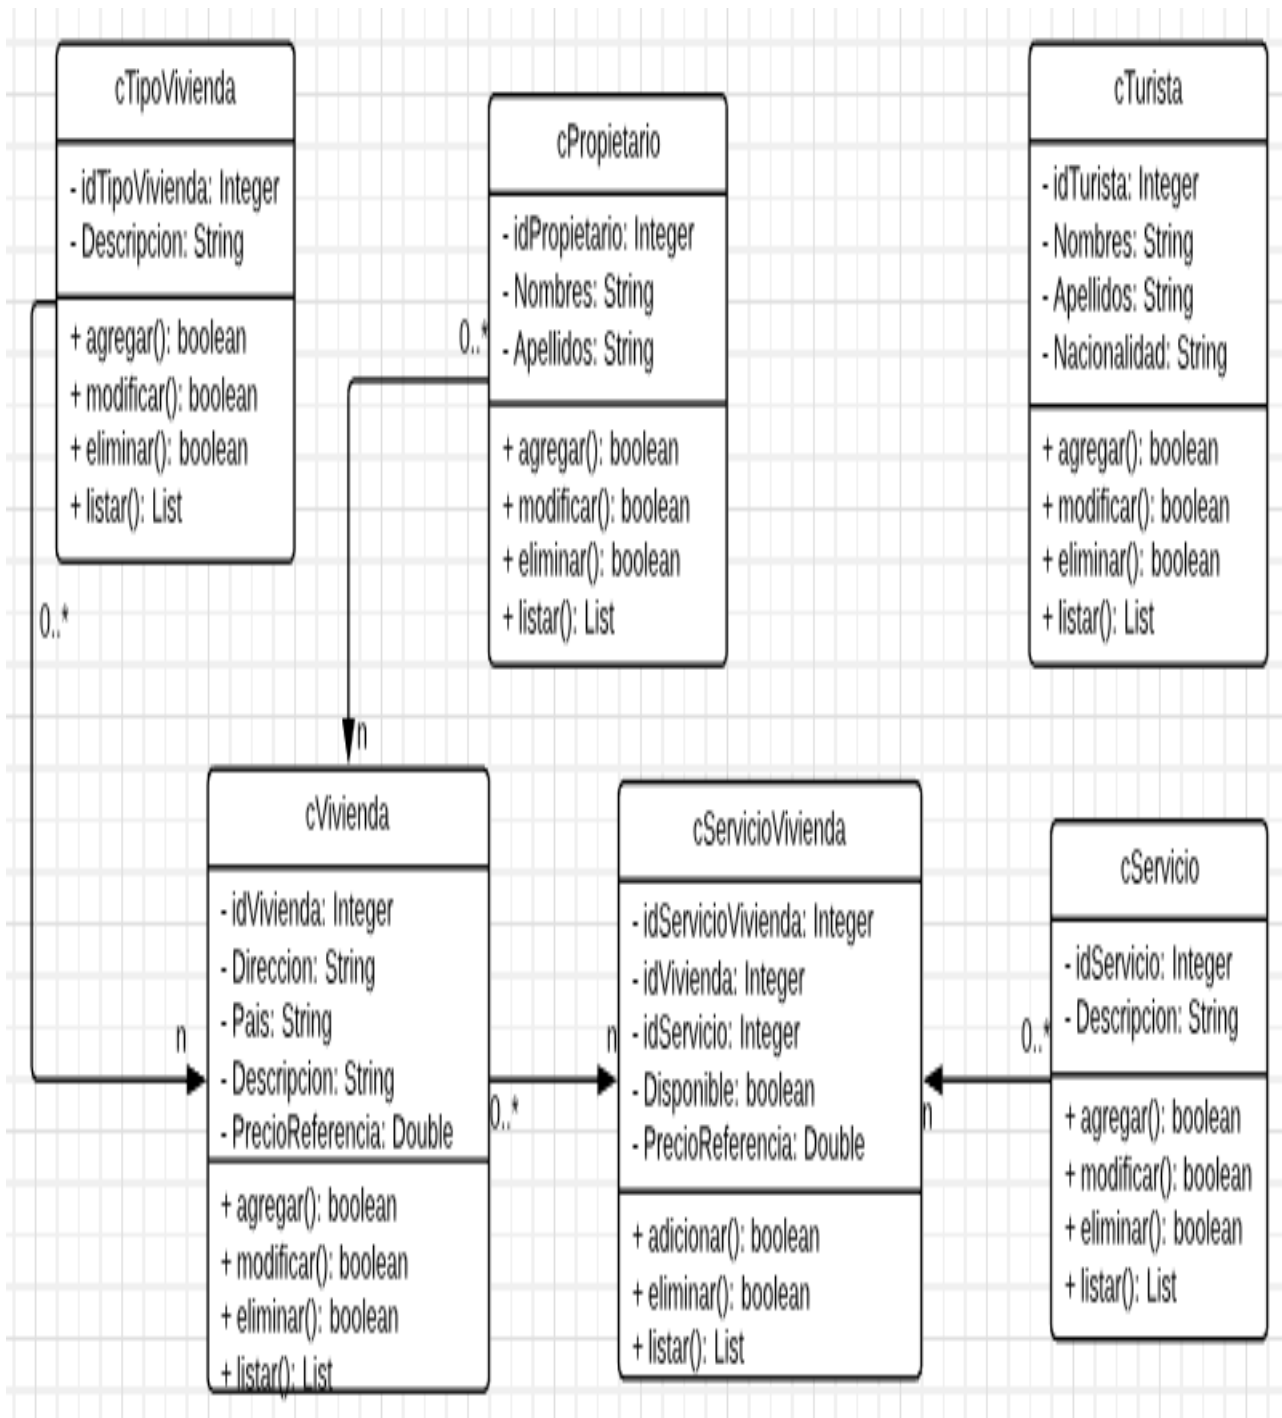 cTipoVivienda
- idTipoVivienda: Integer
- Descripcion: String
+ agregar(): boolean
+ modificar(): boolean
+ eliminar(): boolean
+ listar(): List
0..*
cPropietario
- idPropietario: Integer
- Nombres: String
- Apellidos: String
+ agregar(): boolean
+ modificar(): boolean
+ eliminar(): boolean
+ listar(): List
0..*
n
cTurista
- idTurista: Integer
- Nombres: String
- Apellidos: String
- Nacionalidad: String
+ agregar(): boolean
+ modificar(): boolean
+ eliminar(): boolean
+ listar(): List
n
cVivienda
- idVivienda: Integer
- Direccion: String
- Pais: String
- Descripcion: String
- PrecioReferencia: Double
+ agregar(): boolean
+ modificar(): boolean
+ eliminar(): boolean
+ listar(): List
0..*
n
cServicioVivienda
- idServicioVivienda: Integer
- idVivienda: Integer
- idServicio: Integer
- Disponible: boolean
- PrecioReferencia: Double
+ adicionar(): boolean
+ eliminar(): boolean
+ listar(): List
n
0..*
cServicio
- idServicio: Integer
- Descripcion: String
+ agregar(): boolean
+ modificar(): boolean
+ eliminar(): boolean
+ listar(): List